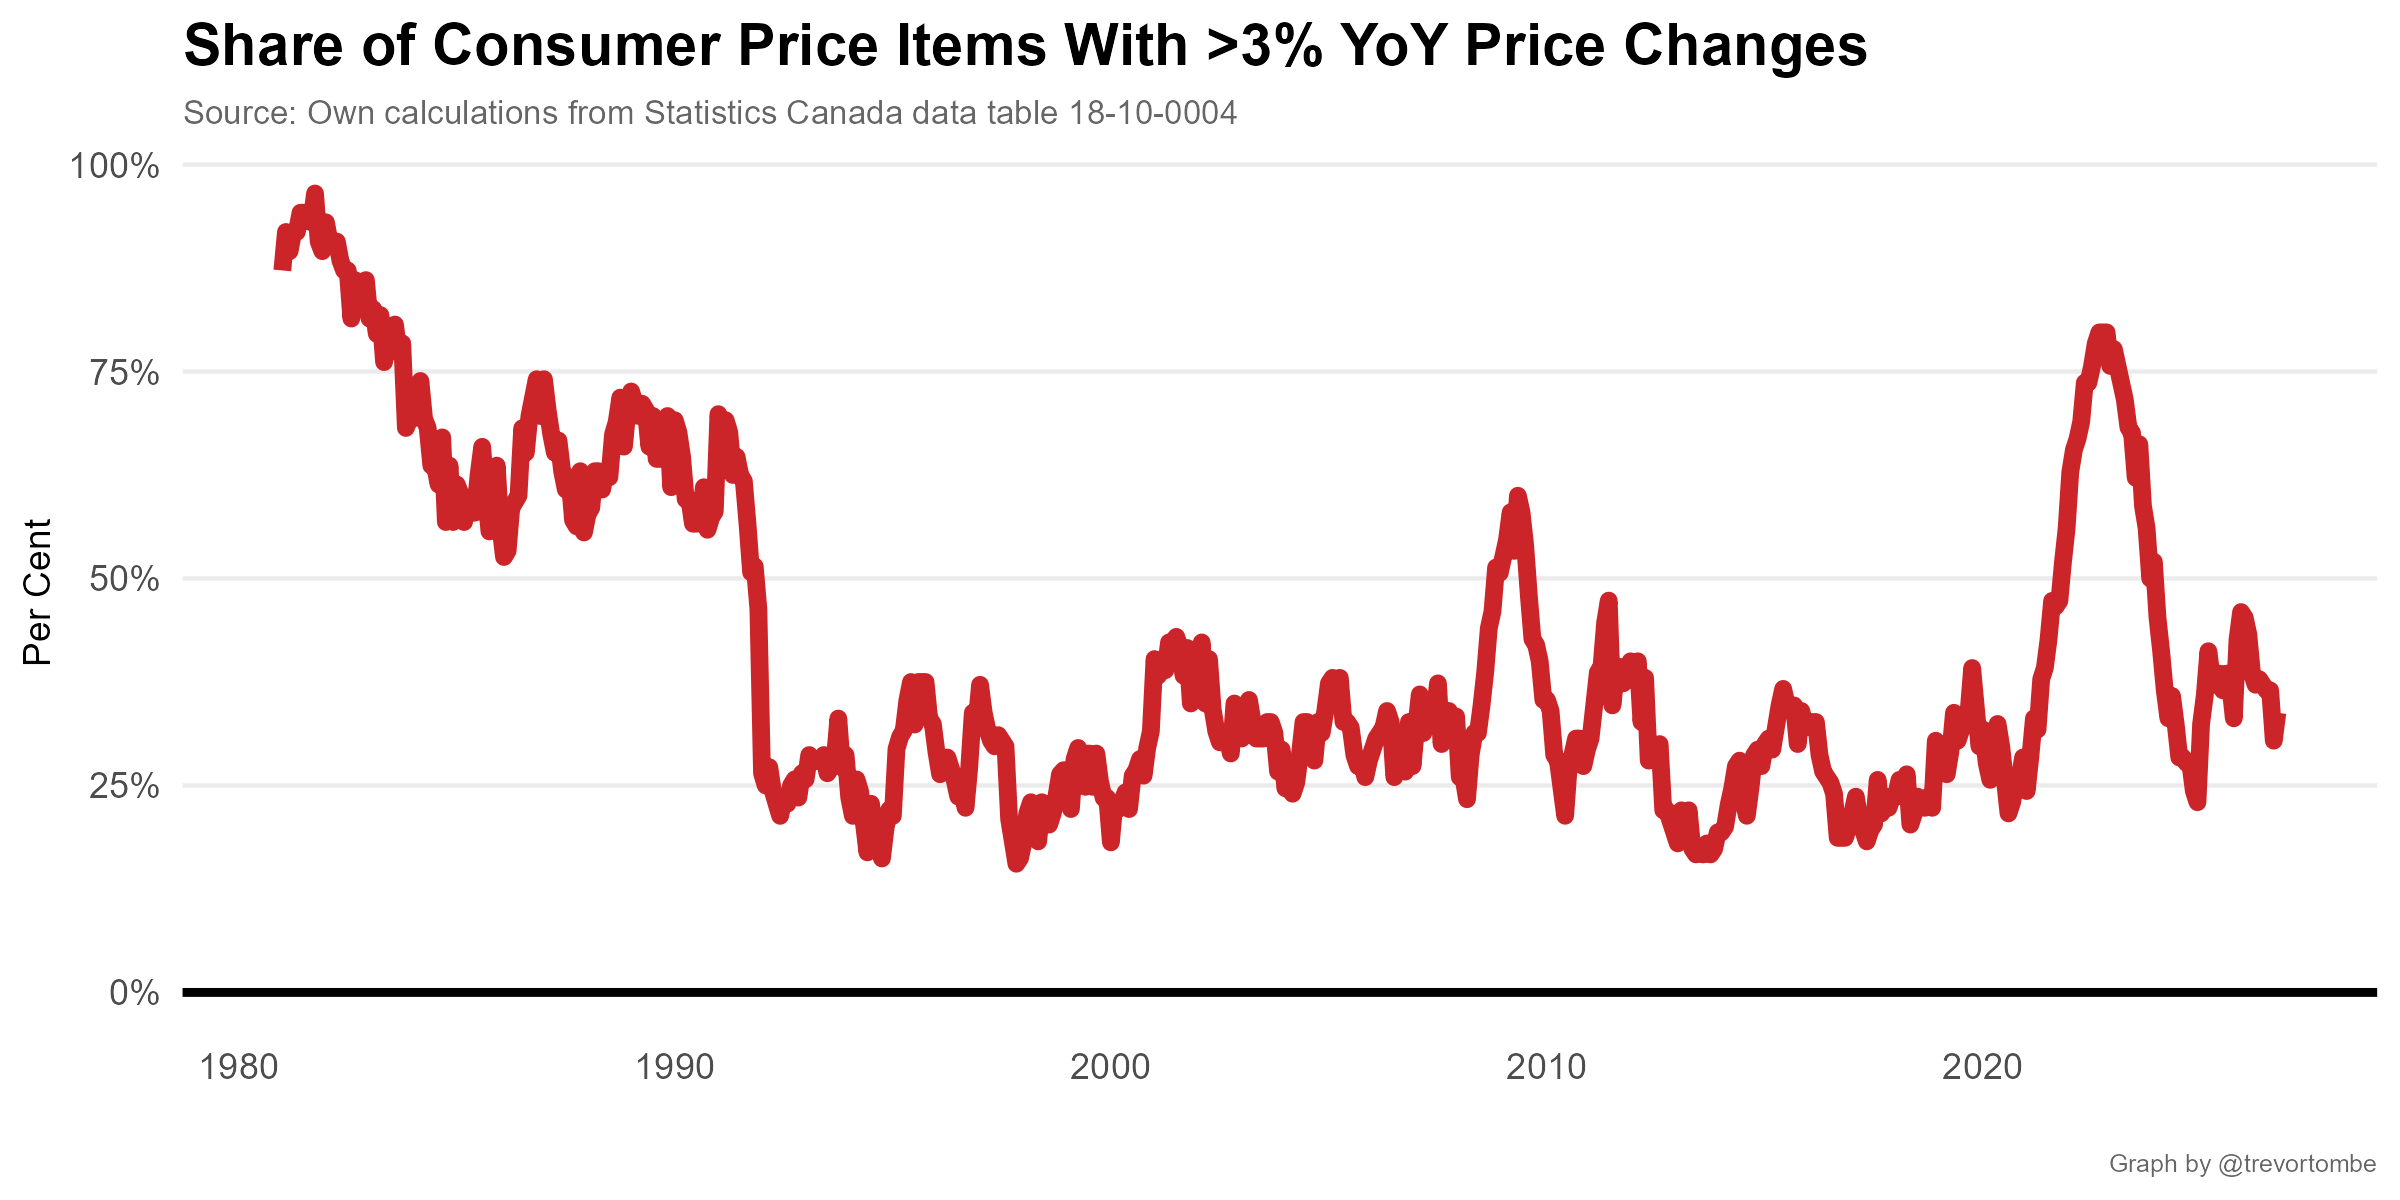 Share of Consumer Price Items With >3% YoY Price Changes
Source: Own calculations from Statistics Canada data table 18-10-0004
Per Cent
100%
75%
50%
25%
0%
1980 1990 2000 2010 2020
Graph by @trevortombe